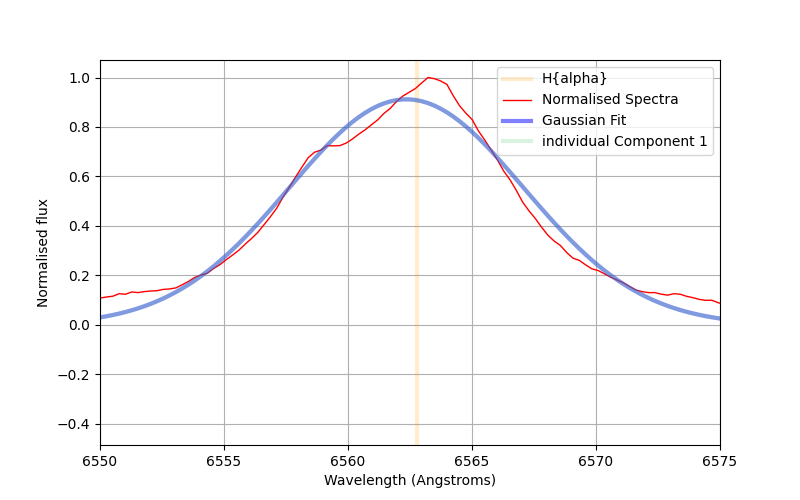 H{alpha}
Normalised Spectra
Gaussian Fit
individual Component 1
Normalised flux
1.0
0.8
0.6
0.4
0.2
0.0
−0.2
−0.4
6550 6555 6560 6565 6570 6575
Wavelength (Angstroms)